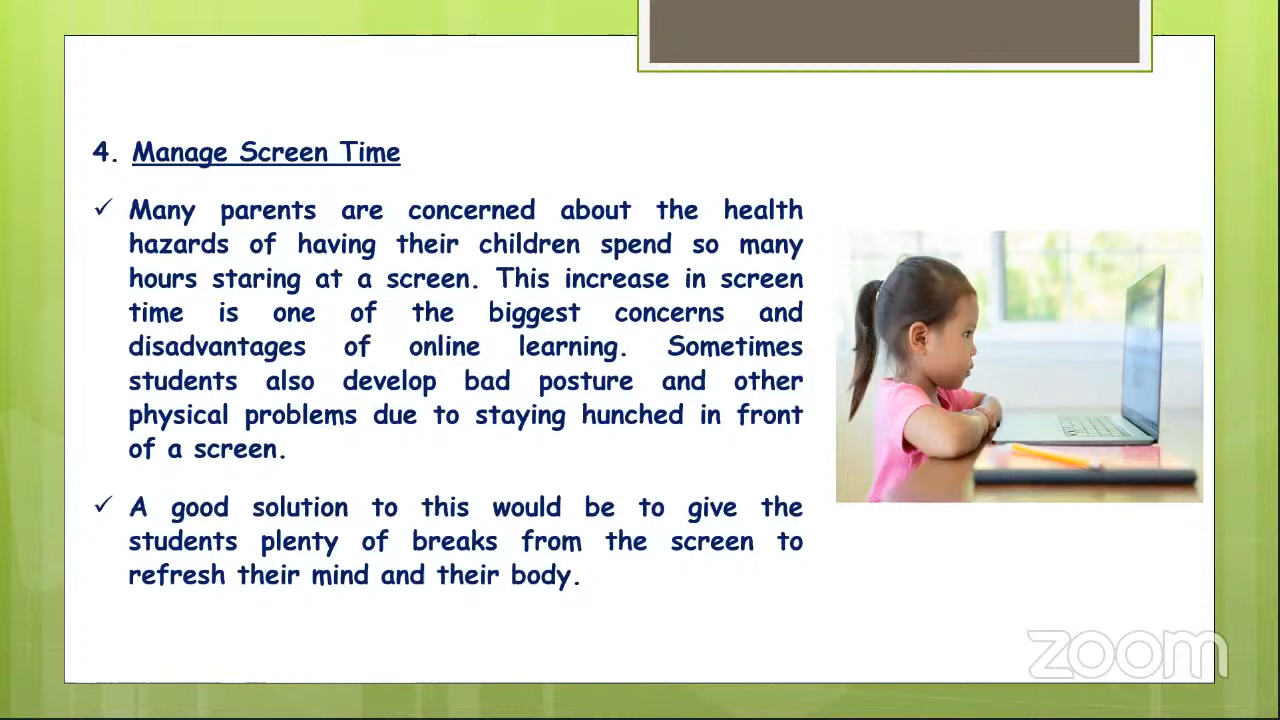 4. Manage Screen Time
✓ Many parents are concerned about the health
hazards of having their children spend so many
hours staring at a screen. This increase in screen
time is one of the biggest concerns and
disadvantages of online learning. Sometimes
students also develop bad posture and other
physical problems due to staying hunched in front
of a screen.
✓ A good solution to this would be to give the
students plenty of breaks from the screen to
refresh their mind and their body.
zoom